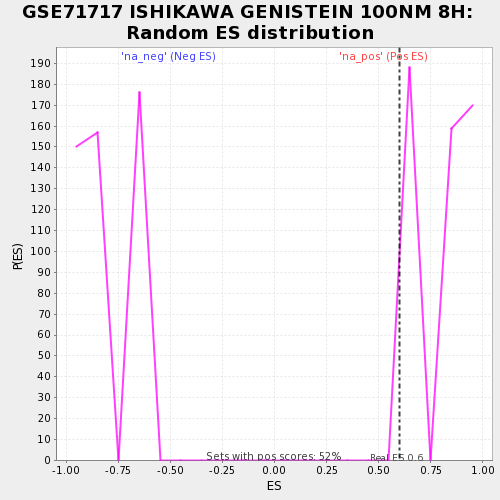 GSE71717 ISHIKAWA GENISTEIN 100NM 8H:
Random ES distribution
'na_neg' (Neg ES)
'na_pos' (Pos ES)
190
180
170
160
150
140
130
120
110
100
90
80
70
60
50
40
30
20
10
0
P(ES)
Sets with pos scores: 52%
Real ES 0.6
-1.00 -0.75 -0.50 -0.25 0.00 0.25 0.50 0.75 1.00
ES